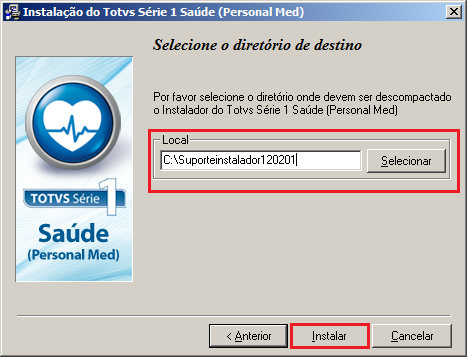 Instalação do Totvs Série 1 Saúde (Personal Med)
Selecione o diretório de destino
Por favor selecione o diretório onde devem ser descompactado
o Instalador do Totvs Série 1 Saúde (Personal Med)
Local
C:\Suporteinstalador120201
Selecionar
TOTVS Série 1
Saúde
(Personal Med)
< Anterior
Instalar
Cancelar